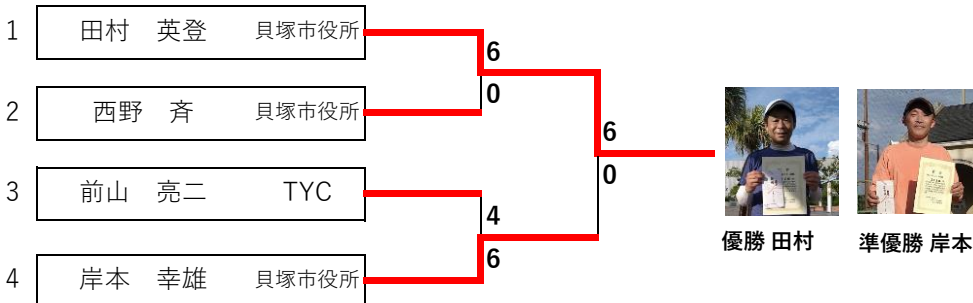 1 田村 英登 貝塚市役所
6
0
2 西野 斉 貝塚市役所
6
0
3 前山 亮二 TYC
4
6
4 岸本 幸雄 貝塚市役所
優勝 田村
準優勝 岸本